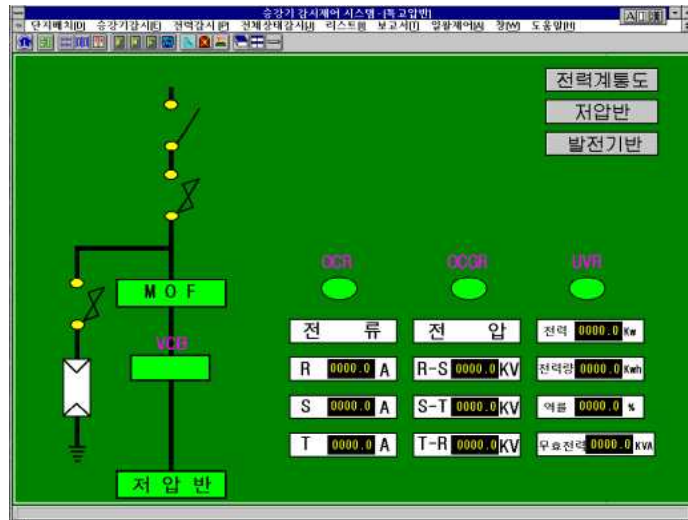 승강기 감시제어 시스템 - [특고압반]
단지배치[D] 승강기감시[E] 전력감시[P] 전체상태감시[U] 리스트[L] 보고서[T] 일괄제어[W] 창[W] 도움말[H]
전력계통도
저압반
발전기반
OCR OCGR UVR
M O F
VCB
전 류 전 압 전력 0000.0 Kw
R 0000.0 A R-S 0000.0 KV 전력량 0000.0 Kwh
S 0000.0 A S-T 0000.0 KV 역률 0000.0 %
T 0000.0 A T-R 0000.0 KV 무효전력 0000.0 KVA
저 압 반